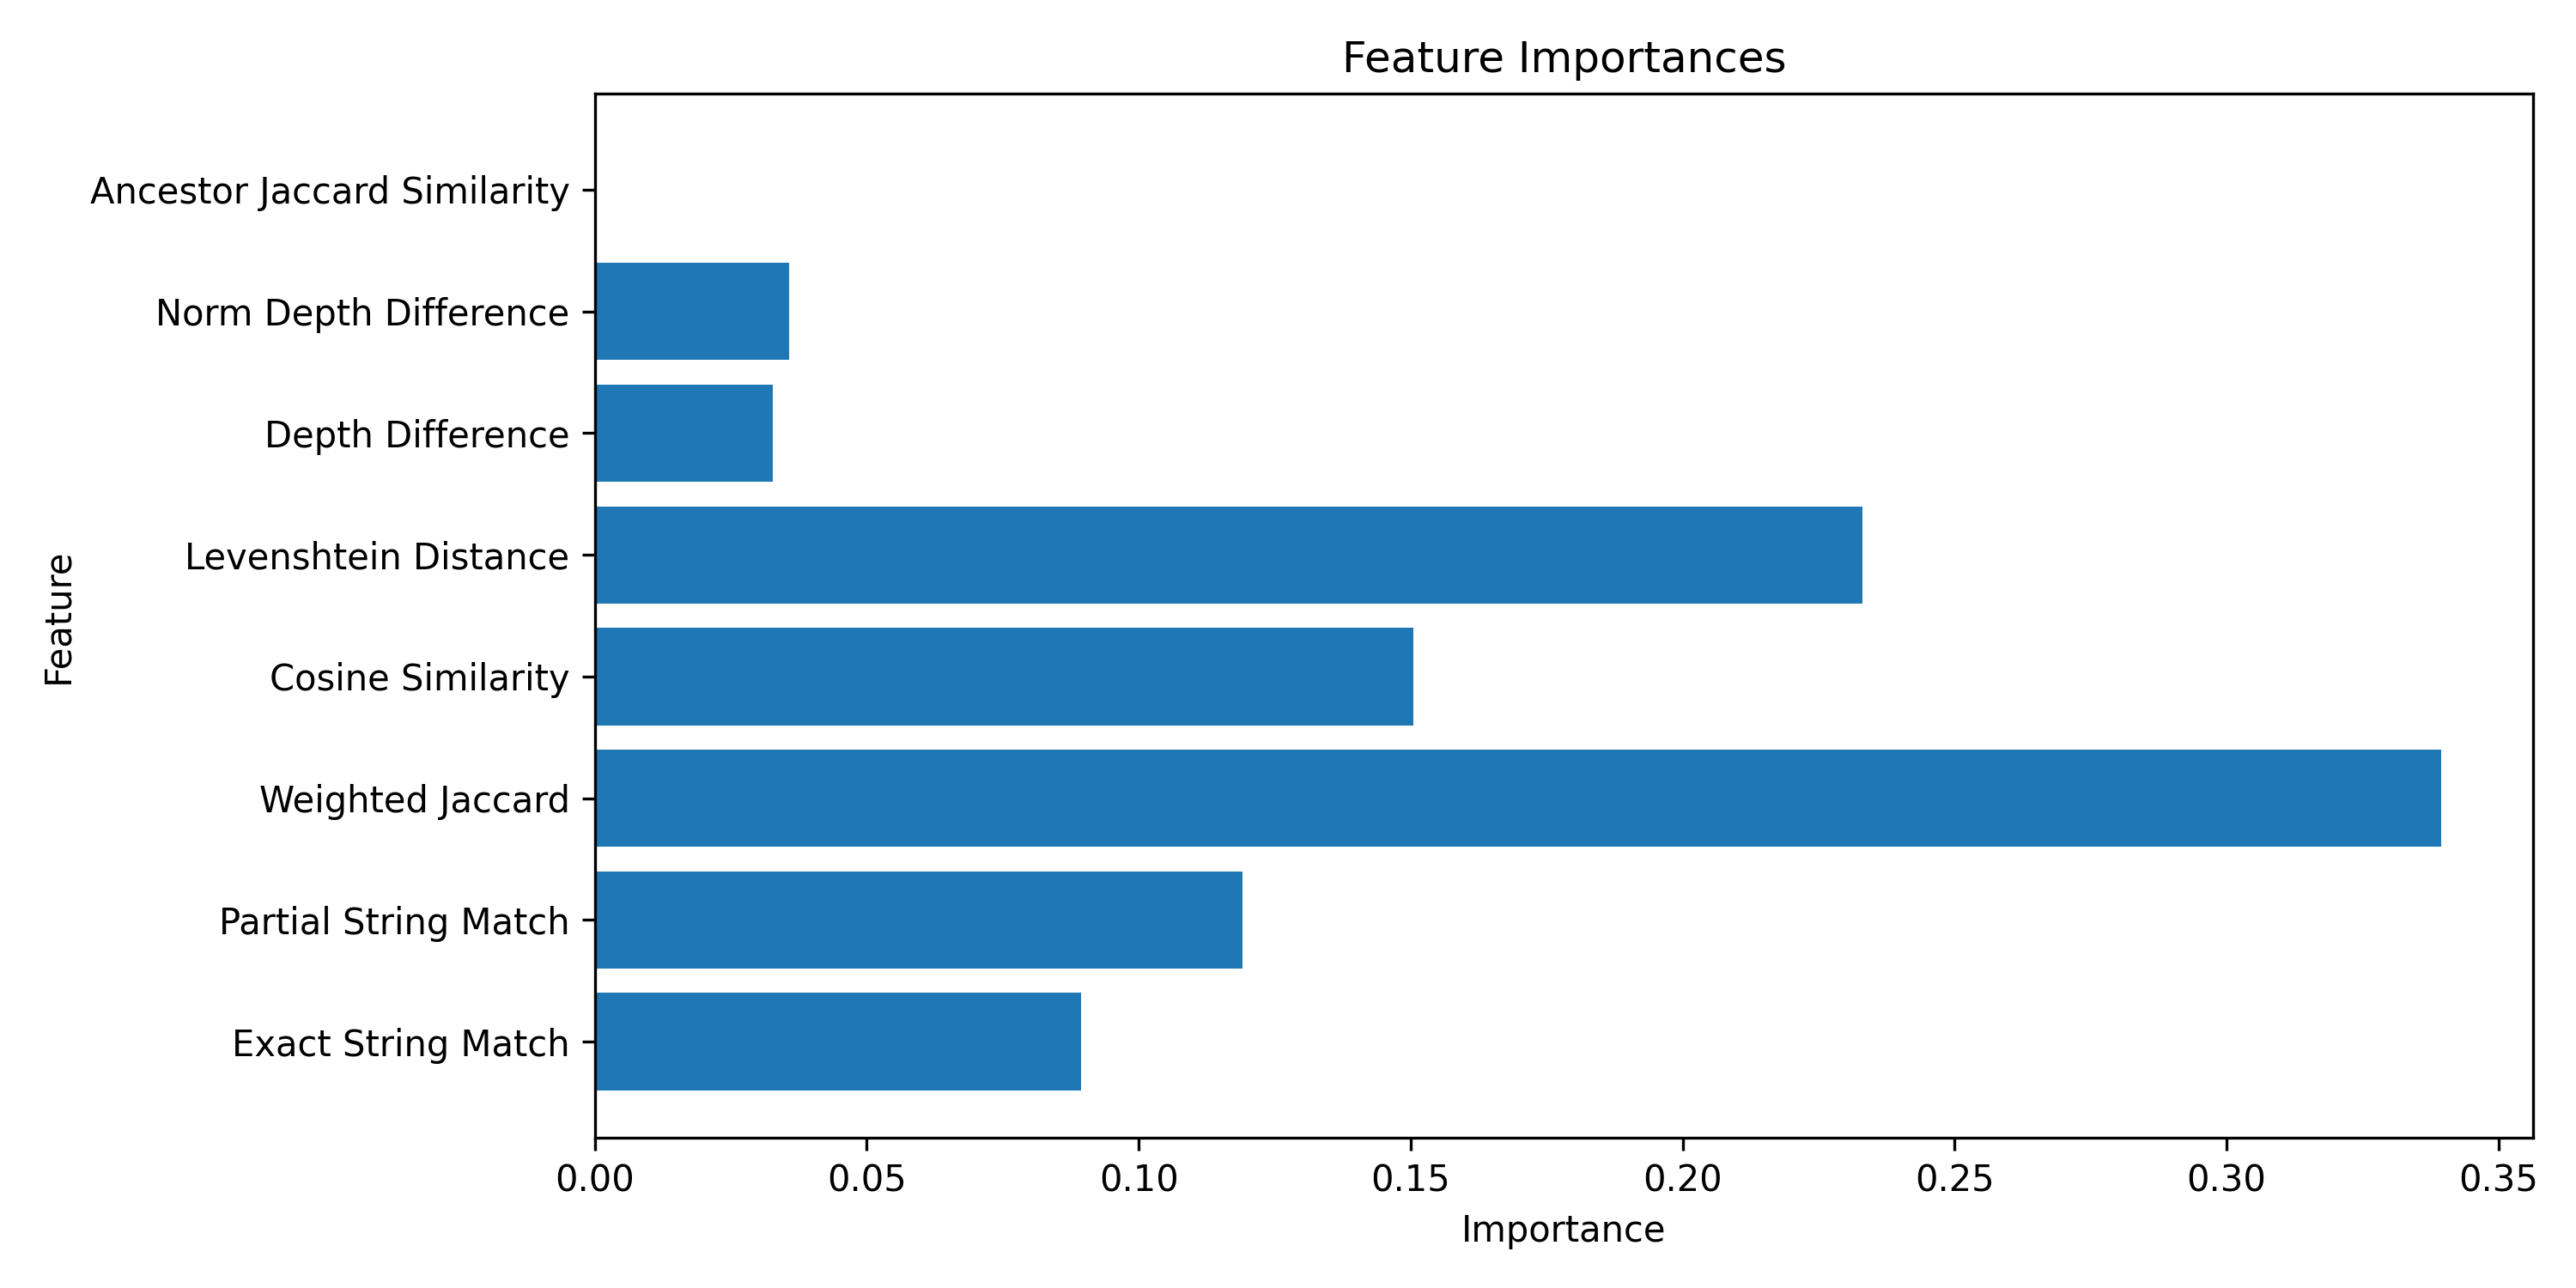 Feature Importances
Feature
Ancestor Jaccard Similarity
Norm Depth Difference
Depth Difference
Levenshtein Distance
Cosine Similarity
Weighted Jaccard
Partial String Match
Exact String Match
0.00 0.05 0.10 0.15 0.20 0.25 0.30 0.35
Importance